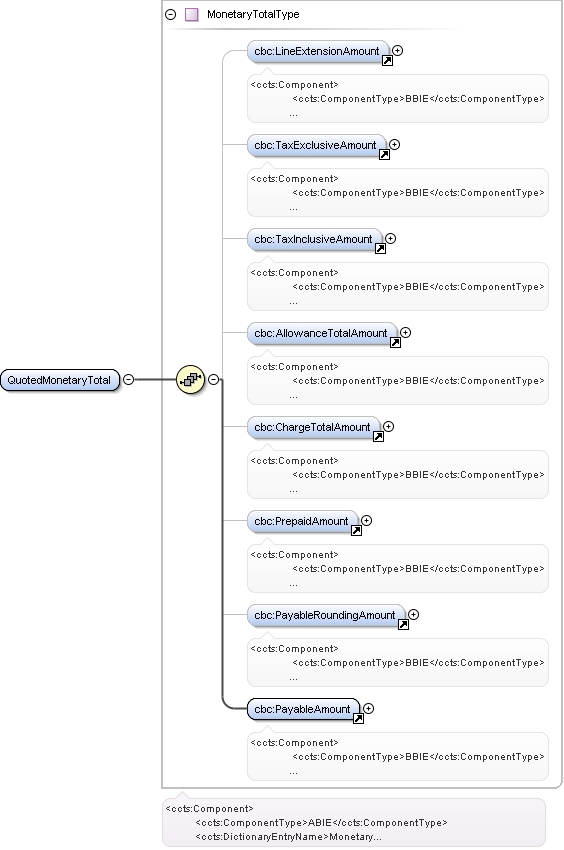 MonetaryTotalType
cbc:LineExtensionAmount
<ccts:Component>
<ccts:ComponentType>BBIE</ccts:ComponentType>
...
cbc:TaxExclusiveAmount
<ccts:Component>
<ccts:ComponentType>BBIE</ccts:ComponentType>
...
cbc:TaxInclusiveAmount
<ccts:Component>
<ccts:ComponentType>BBIE</ccts:ComponentType>
...
cbc:AllowanceTotalAmount
<ccts:Component>
<ccts:ComponentType>BBIE</ccts:ComponentType>
...
QuotedMonetaryTotal
cbc:ChargeTotalAmount
<ccts:Component>
<ccts:ComponentType>BBIE</ccts:ComponentType>
...
cbc:PrepaidAmount
<ccts:Component>
<ccts:ComponentType>BBIE</ccts:ComponentType>
...
cbc:PayableRoundingAmount
<ccts:Component>
<ccts:ComponentType>BBIE</ccts:ComponentType>
...
cbc:PayableAmount
<ccts:Component>
<ccts:ComponentType>BBIE</ccts:ComponentType>
...
<ccts:Component>
<ccts:ComponentType>ABIE</ccts:ComponentType>
<ccts:DictionaryEntryName>Monetary...